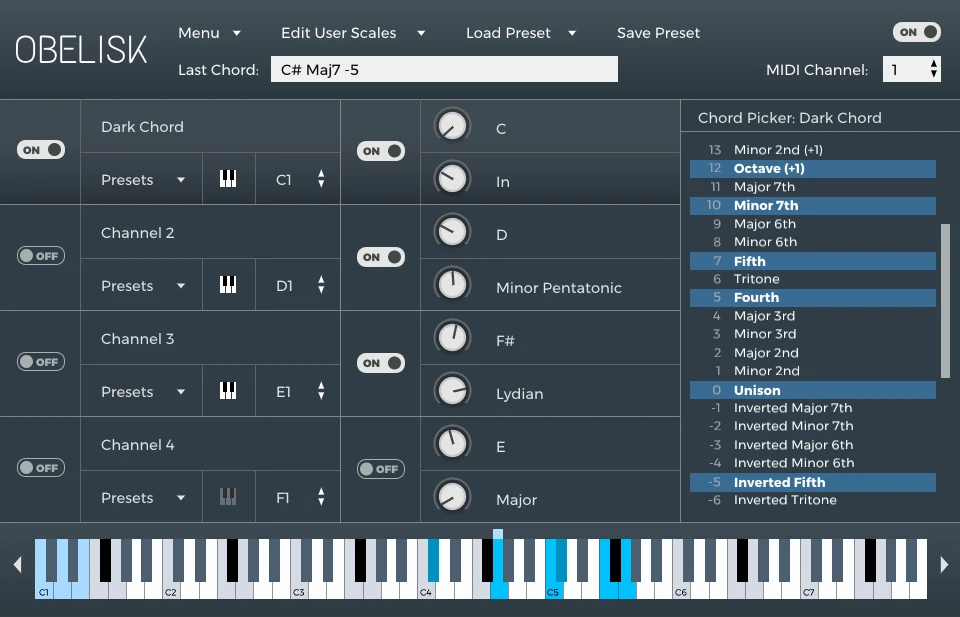 OBELISK
Menu Edit User Scales Load Preset Save Preset ON
Last Chord: C# Maj7 -5 MIDI Channel: 1
ON
Dark Chord
Presets C1
ON
C
In
OFF
Channel 2
Presets D1
ON
D
Minor Pentatonic
OFF
Channel 3
Presets E1
ON
F#
Lydian
OFF
Channel 4
Presets F1
OFF
E
Major
Chord Picker: Dark Chord
13 Minor 2nd (+1)
12 Octave (+1)
11 Major 7th
10 Minor 7th
9 Major 6th
8 Minor 6th
7 Fifth
6 Tritone
5 Fourth
4 Major 3rd
3 Minor 3rd
2 Major 2nd
1 Minor 2nd
0 Unison
-1 Inverted Major 7th
-2 Inverted Minor 7th
-3 Inverted Major 6th
-4 Inverted Minor 6th
-5 Inverted Fifth
-6 Inverted Tritone
C1 C2 C3 C4 C5 C6 C7